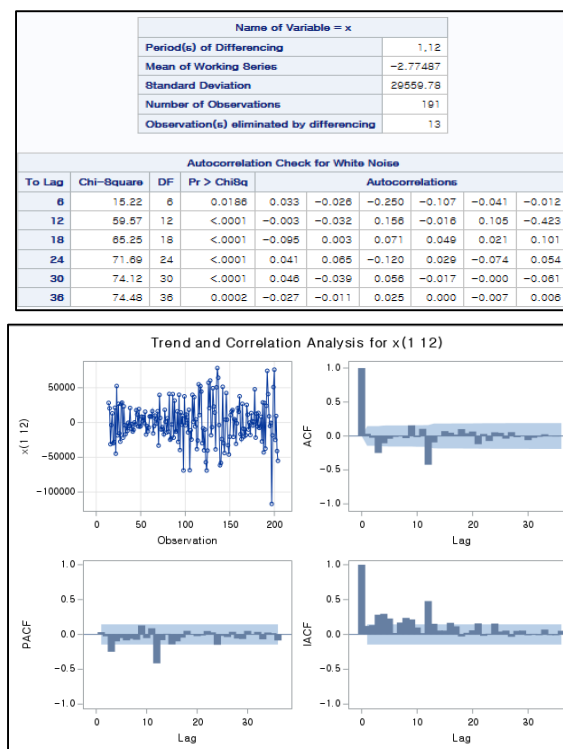 Name of Variable = x
Period(s) of Differencing 1,12
Mean of Working Series -2.77487
Standard Deviation 29559.78
Number of Observations 191
Observation(s) eliminated by differencing 13
Autocorrelation Check for White Noise
To Lag Chi-Square DF Pr > ChiSq Autocorrelations
6 15.22 6 0.0186 0.033 -0.026 -0.250 -0.107 -0.041 -0.012
12 59.57 12 <.0001 -0.003 -0.032 0.156 -0.016 0.105 -0.423
18 65.25 18 <.0001 -0.095 0.003 0.071 0.049 0.021 0.101
24 71.69 24 <.0001 0.041 0.065 -0.120 0.029 -0.074 0.054
30 74.12 30 <.0001 0.046 -0.039 0.056 -0.017 -0.000 -0.061
36 74.48 36 0.0002 -0.027 -0.011 0.025 0.000 -0.007 0.006
Trend and Correlation Analysis for x(1 12)
x(1 12)
50000
0
-50000
-100000
0 50 100 150 200
Observation
ACF
1.0
0.5
0.0
-0.5
-1.0
0 10 20 30
Lag
PACF
1.0
0.5
0.0
-0.5
-1.0
0 10 20 30
Lag
IACF
1.0
0.5
0.0
-0.5
-1.0
0 10 20 30
Lag